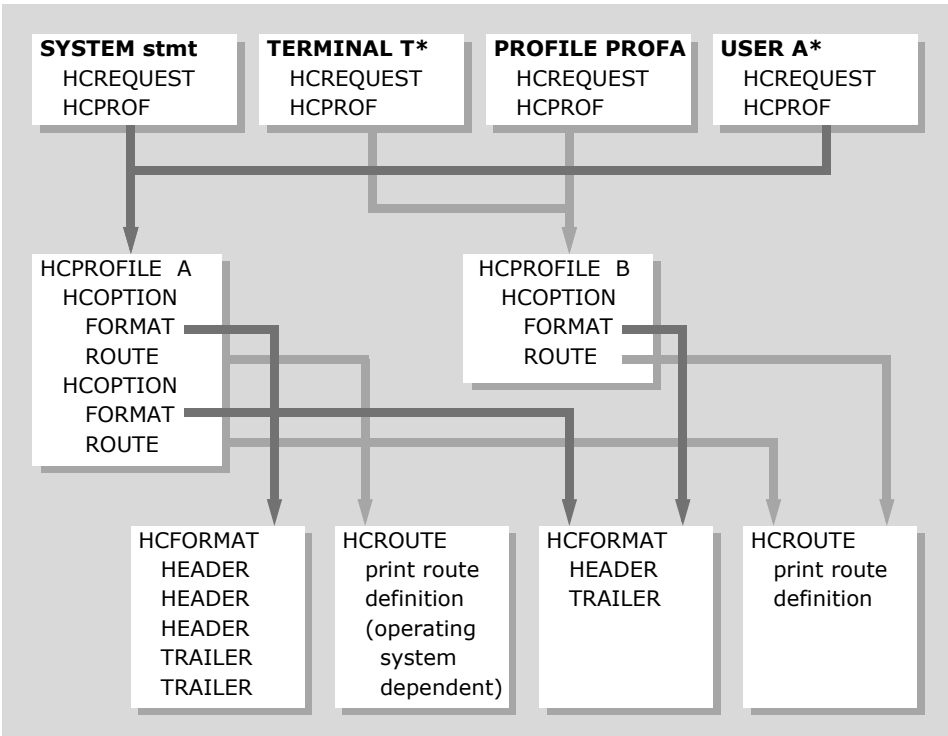 SYSTEM stmt
HCREQUEST
HCPROF
TERMINAL T*
HCREQUEST
HCPROF
PROFILE PROFA
HCREQUEST
HCPROF
USER A*
HCREQUEST
HCPROF
HCPROFILE A
HCOPTION
FORMAT
ROUTE
HCOPTION
FORMAT
ROUTE
HCPROFILE B
HCOPTION
FORMAT
ROUTE
HCFORMAT
HEADER
HEADER
HEADER
TRAILER
TRAILER
HCROUTE
print route
definition
(operating
system
dependent)
HCFORMAT
HEADER
TRAILER
HCROUTE
print route
definition